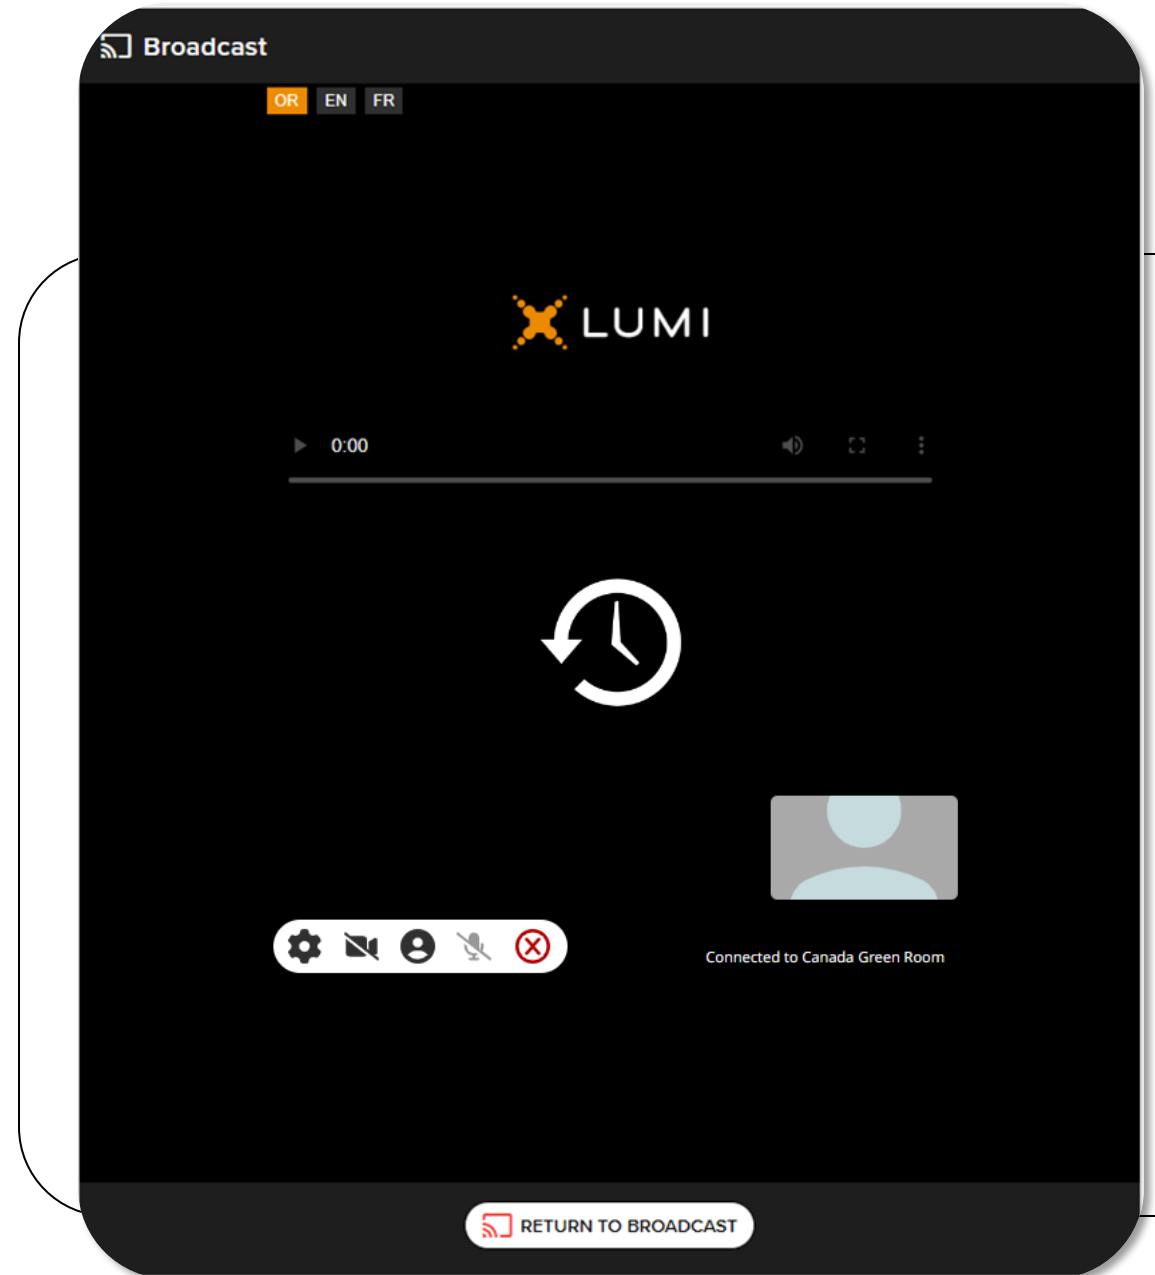 Broadcast
OR EN FR
LUMI
0:00
Connected to Canada Green Room
RETURN TO BROADCAST